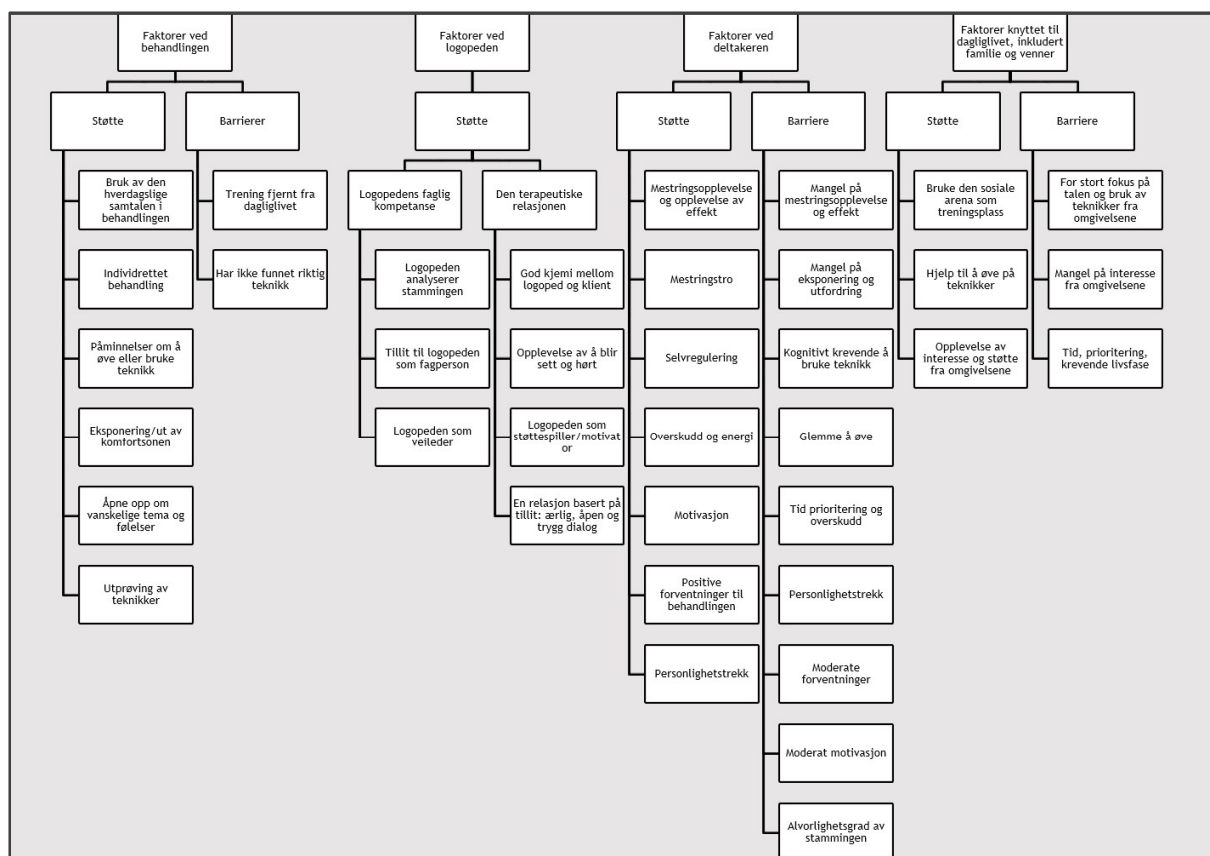 Faktorer ved
behandlingen
Støtte
Bruk av den
hverdagslige
samtalen i
behandlingen
Individrettet
behandling
Påminnelser om å
øve eller bruke
teknikk
Eksponering/ut av
komfortsonen
Åpne opp om
vanskelige tema og
følelser
Utprøving av
teknikker
Barrierer
Trening fjernt fra
dagliglivet
Har ikke funnet riktig
teknikk
Faktorer ved
logopeden
Støtte
Logopedens faglig
kompetanse
Logopeden
analyserer
stammingen
Tillit til logopeden
som fagperson
Logopeden som
veileder
Den terapeutiske
relasjonen
God kjemi mellom
logoped og klient
Opplevelse av å blir
sett og hørt
Logopeden som
støttespiller/motivat
or
En relasjon basert på
tillit: ærlig, åpen og
trygg dialog
Faktorer ved
deltakeren
Støtte
Mestringsopplevelse
og opplevelse av
effekt
Mestringstro
Selvregulering
Overskudd og energi
Motivasjon
Positive
forventninger til
behandlingen
Personlighetstrekk
Barriere
Mangel på
mestringsopplevelse
og effekt
Mangel på
eksponering og
utfordring
Kognitivt krevende å
bruke teknikk
Glemme å øve
Tid prioritering og
overskudd
Personlighetstrekk
Moderate
forventninger
Moderat motivasjon
Alvorlighetsgrad av
stammingen
Faktorer knyttet til
dagliglivet, inkludert
familie og venner
Støtte
Bruke den sosiale
arena som
treningsplass
Hjelp til å øve på
teknikker
Opplevelse av
interesse og støtte
fra omgivelsene
Barriere
For stort fokus på
talen og bruk av
teknikker fra
omgivelsene
Mangel på interesse
fra omgivelsene
Tid, prioritering,
krevende livsfase